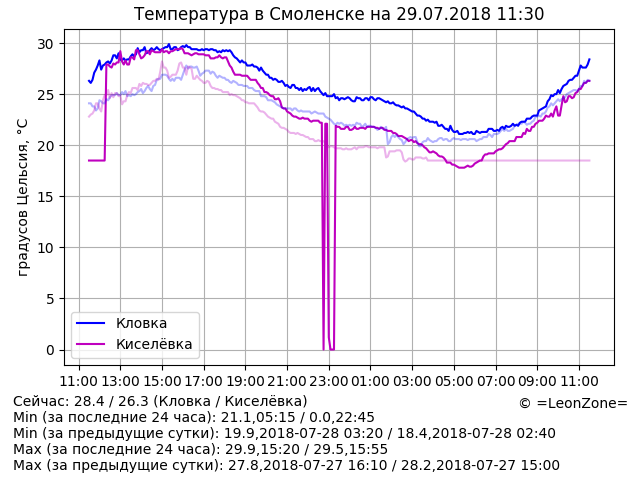 Температура в Смоленске на 29.07.2018 11:30
градусов Цельсия, °C
30
25
20
15
10
5
0
Кловка
Киселёвка
11:00 13:00 15:00 17:00 19:00 21:00 23:00 01:00 03:00 05:00 07:00 09:00 11:00
Сейчас: 28.4 / 26.3 (Кловка / Киселёвка)
© =LeonZone=
Min (за последние 24 часа): 21.1,05:15 / 0.0,22:45
Min (за предыдущие сутки): 19.9,2018-07-28 03:20 / 18.4,2018-07-28 02:40
Max (за последние 24 часа): 29.9,15:20 / 29.5,15:55
Max (за предыдущие сутки): 27.8,2018-07-27 16:10 / 28.2,2018-07-27 15:00